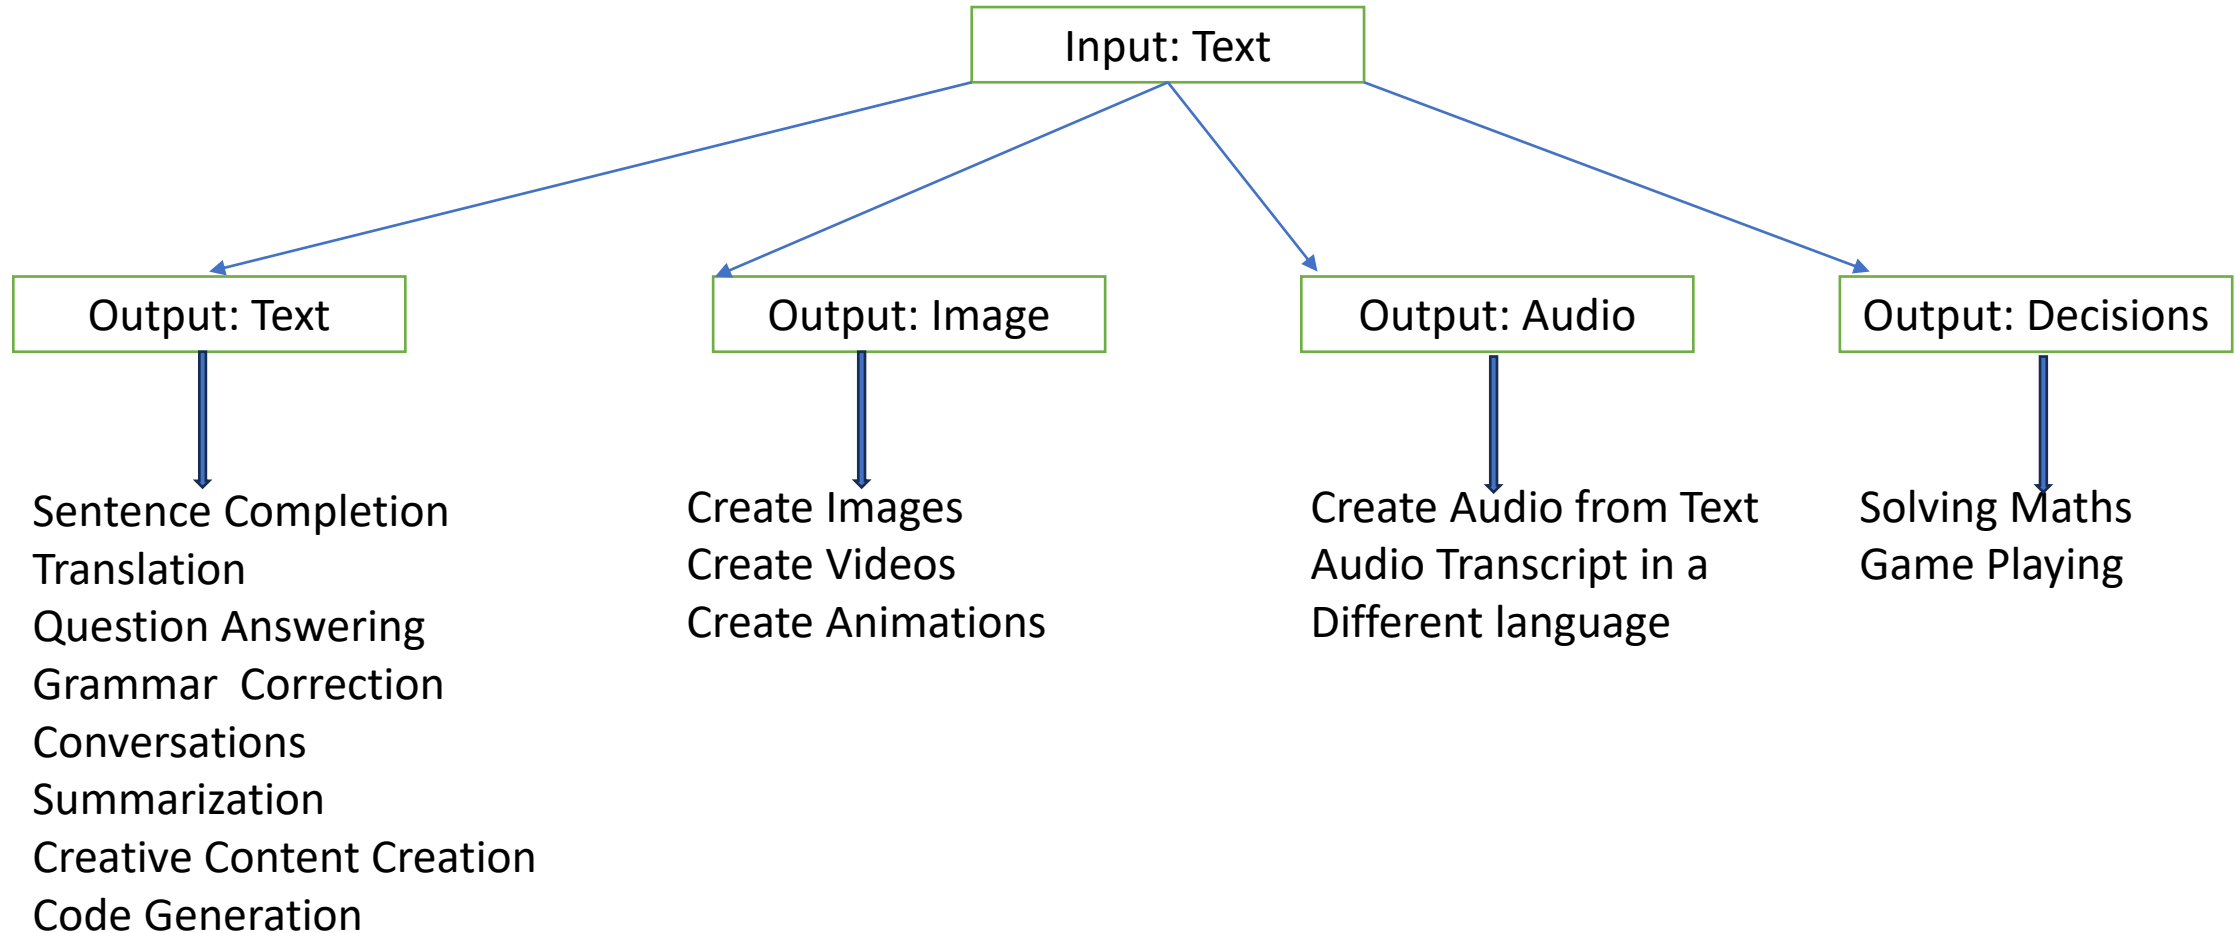 Input: Text
Output: Text
Output: Image
Output: Audio
Output: Decisions
Sentence Completion
Translation
Question Answering
Grammar  Correction
Conversations
Summarization
Creative Content Creation
Code Generation
Create Images
Create Videos
Create Animations
Create Audio from Text
Audio Transcript in a
Different language
Solving Maths
Game Playing